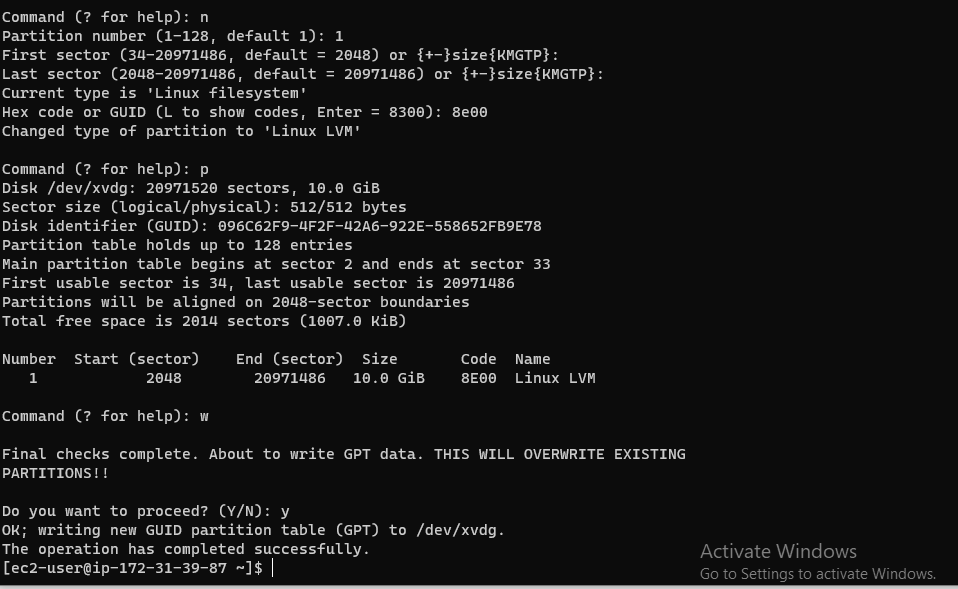 Command (? for help): n
Partition number (1-128, default 1): 1
First sector (34-20971486, default = 2048) or {+-}size{KMGTP}:
Last sector (2048-20971486, default = 20971486) or {+-}size{KMGTP}:
Current type is 'Linux filesystem'
Hex code or GUID (L to show codes, Enter = 8300): 8e00
Changed type of partition to 'Linux LVM'

Command (? for help): p
Disk /dev/xvdg: 20971520 sectors, 10.0 GiB
Sector size (logical/physical): 512/512 bytes
Disk identifier (GUID): 096C62F9-4F2F-42A6-922E-558652FB9E78
Partition table holds up to 128 entries
Main partition table begins at sector 2 and ends at sector 33
First usable sector is 34, last usable sector is 20971486
Partitions will be aligned on 2048-sector boundaries
Total free space is 2014 sectors (1007.0 KiB)

Number  Start (sector)    End (sector)  Size       Code  Name
   1            2048        20971486   10.0 GiB    8E00  Linux LVM

Command (? for help): w

Final checks complete. About to write GPT data. THIS WILL OVERWRITE EXISTING
PARTITIONS!!

Do you want to proceed? (Y/N): y
OK; writing new GUID partition table (GPT) to /dev/xvdg.
The operation has completed successfully.
[ec2-user@ip-172-31-39-87 ~]$
Activate Windows
Go to Settings to activate Windows.